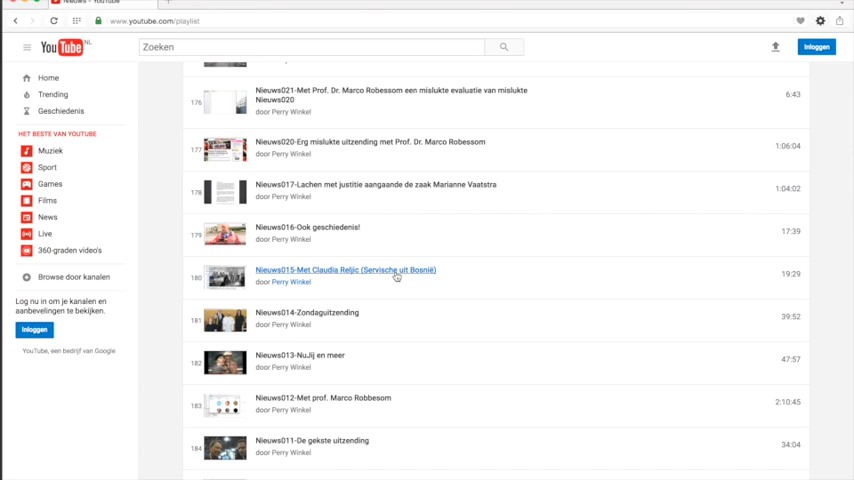 Nieuws - YouTube
www.youtube.com/playlist
YouTube NL
Zoeken
Inloggen
Home
Trending
Geschiedenis
HET BESTE VAN YOUTUBE
Muziek
Sport
Games
Films
News
Live
360-graden video's
Browse door kanalen
Log nu in om je kanalen en
aanbevelingen te bekijken.
Inloggen
YouTube, een bedrijf van Google
176
Nieuws021-Met Prof. Dr. Marco Robessom een mislukte evaluatie van mislukte
Nieuws020
door Perry Winkel
6:43
177
Nieuws020-Erg mislukte uitzending met Prof. Dr. Marco Robessom
door Perry Winkel
1:06:04
178
Nieuws017-Lachen met justitie aangaande de zaak Marianne Vaatstra
door Perry Winkel
1:04:02
179
Nieuws016-Ook geschiedenis!
door Perry Winkel
17:39
180
Nieuws015-Met Claudia Reljic (Servische uit Bosnië)
door Perry Winkel
19:29
181
Nieuws014-Zondaguitzending
door Perry Winkel
39:52
182
Nieuws013-NuJij en meer
door Perry Winkel
47:57
183
Nieuws012-Met prof. Marco Robbesom
door Perry Winkel
2:10:45
184
Nieuws011-De gekste uitzending
door Perry Winkel
34:04